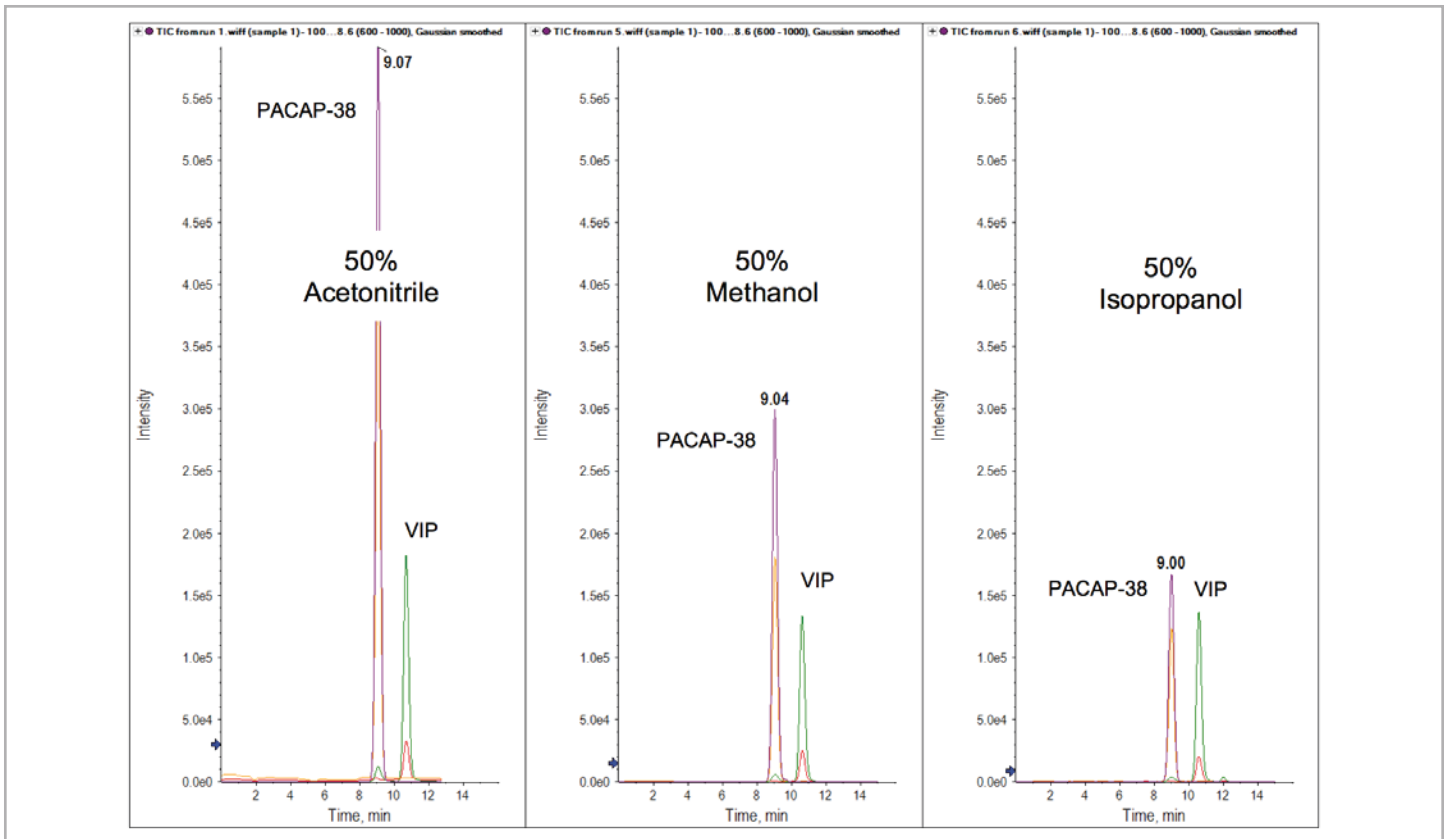 TIC from run 1.wiff (sample 1) - 100...8.6 (600 - 1000), Gaussian smoothed
9.07
PACAP-38
50%
Acetonitrile
VIP
Intensity
5.5e5
5.0e5
4.5e5
4.0e5
3.5e5
3.0e5
2.5e5
2.0e5
1.5e5
1.0e5
5.0e4
0.0e0
2 4 6 8 10 12 14
Time, min
TIC from run 5.wiff (sample 1) - 100...8.6 (600 - 1000), Gaussian smoothed
50%
Methanol
9.04
PACAP-38
VIP
Intensity
5.5e5
5.0e5
4.5e5
4.0e5
3.5e5
3.0e5
2.5e5
2.0e5
1.5e5
1.0e5
5.0e4
0.0e0
2 4 6 8 10 12 14
Time, min
TIC from run 6.wiff (sample 1) - 100...8.6 (600 - 1000), Gaussian smoothed
50%
Isopropanol
9.00
PACAP-38
VIP
Intensity
5.5e5
5.0e5
4.5e5
4.0e5
3.5e5
3.0e5
2.5e5
2.0e5
1.5e5
1.0e5
5.0e4
0.0e0
2 4 6 8 10 12 14
Time, min